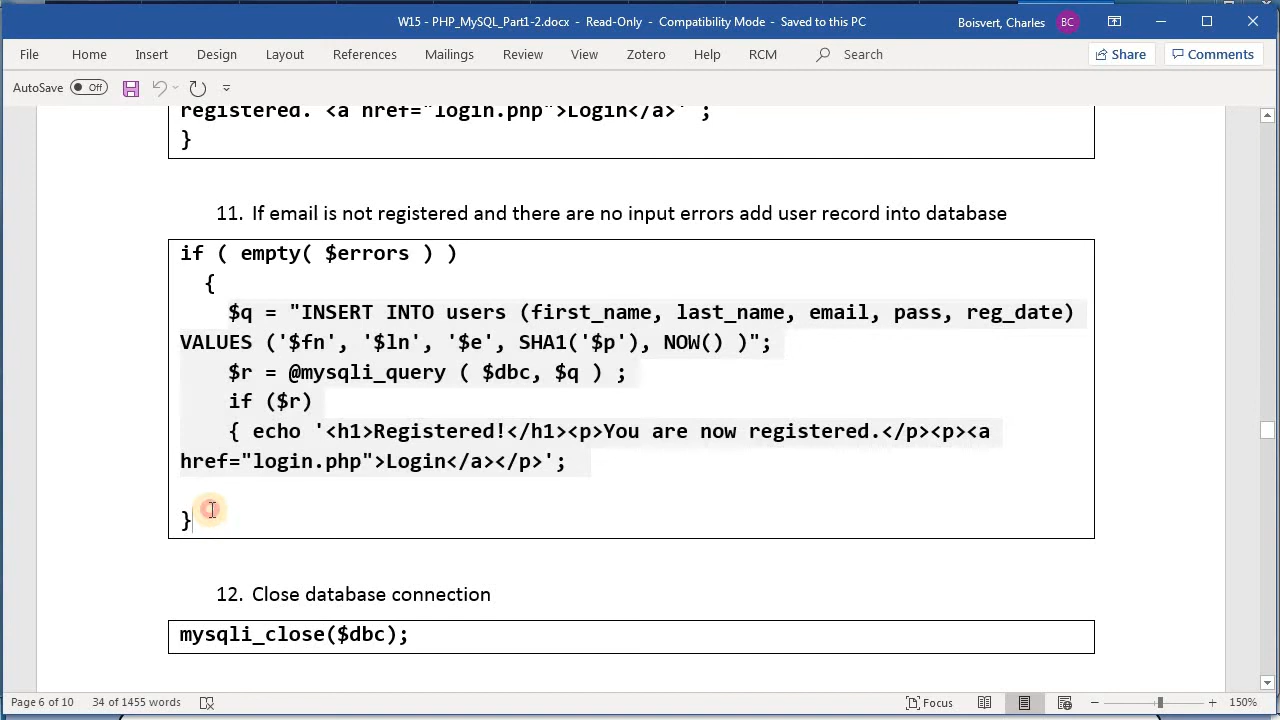 W15 - PHP_MySQL_Part1-2.docx - Read-Only - Compatibility Mode - Saved to this PC
Boisvert, Charles BC
File Home Insert Design Layout References Mailings Review View Zotero Help RCM Search Share Comments
AutoSave Off
registered. <a href="login.php">Login</a>' ;
}
11. If email is not registered and there are no input errors add user record into database
if ( empty( $errors ) )
{
$q = "INSERT INTO users (first_name, last_name, email, pass, reg_date)
VALUES ('$fn', '$ln', '$e', SHA1('$p'), NOW() )";
$r = @mysqli_query ( $dbc, $q ) ;
if ($r)
{ echo '<h1>Registered!</h1><p>You are now registered.</p><p><a
href="login.php">Login</a></p>';
}
12. Close database connection
mysqli_close($dbc);
Page 6 of 10 34 of 1455 words Focus 150%